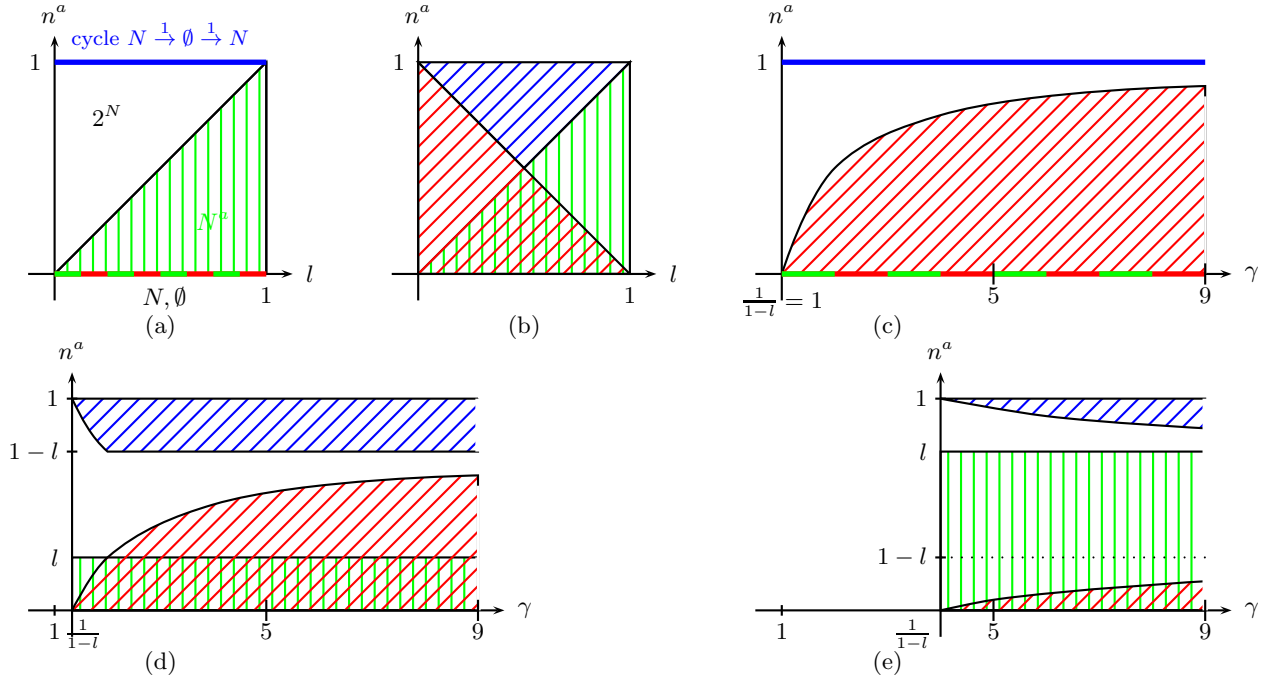 n^a
cycle N →^1 ∅ →^1 N
1
2^N
N^a
l
N, ∅
1
(a)
n^a
l
1
(b)
n^a
1
γ
1/(1−l) = 1
5
9
(c)
n^a
1
1 − l
l
γ
1
1/(1−l)
5
9
(d)
n^a
1
l
1 − l
γ
1
1/(1−l)
5
9
(e)